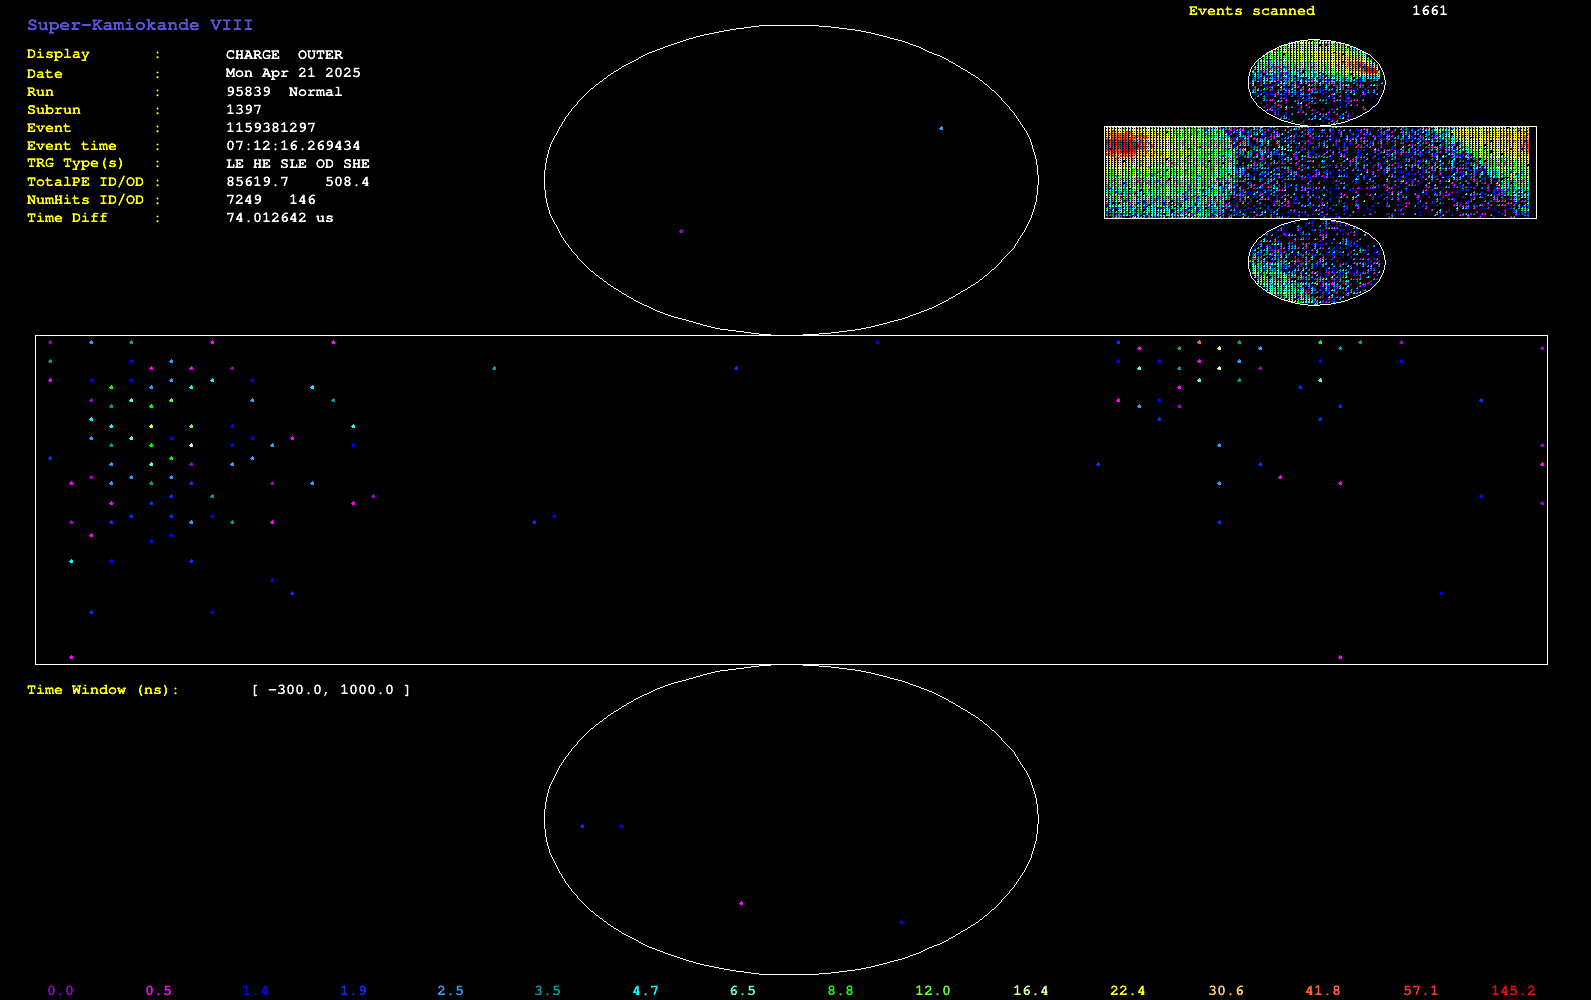 Super-Kamiokande VIII
Events scanned 1661
Display : CHARGE OUTER
Date : Mon Apr 21 2025
Run : 95839 Normal
Subrun : 1397
Event : 1159381297
Event time : 07:12:16.269434
TRG Type(s) : LE HE SLE OD SHE
TotalPE ID/OD : 85619.7 508.4
NumHits ID/OD : 7249 146
Time Diff : 74.012642 us
Time Window (ns): [ -300.0, 1000.0 ]
0.0 0.5 1.4 1.9 2.5 3.5 4.7 6.5 8.8 12.0 16.4 22.4 30.6 41.8 57.1 145.2